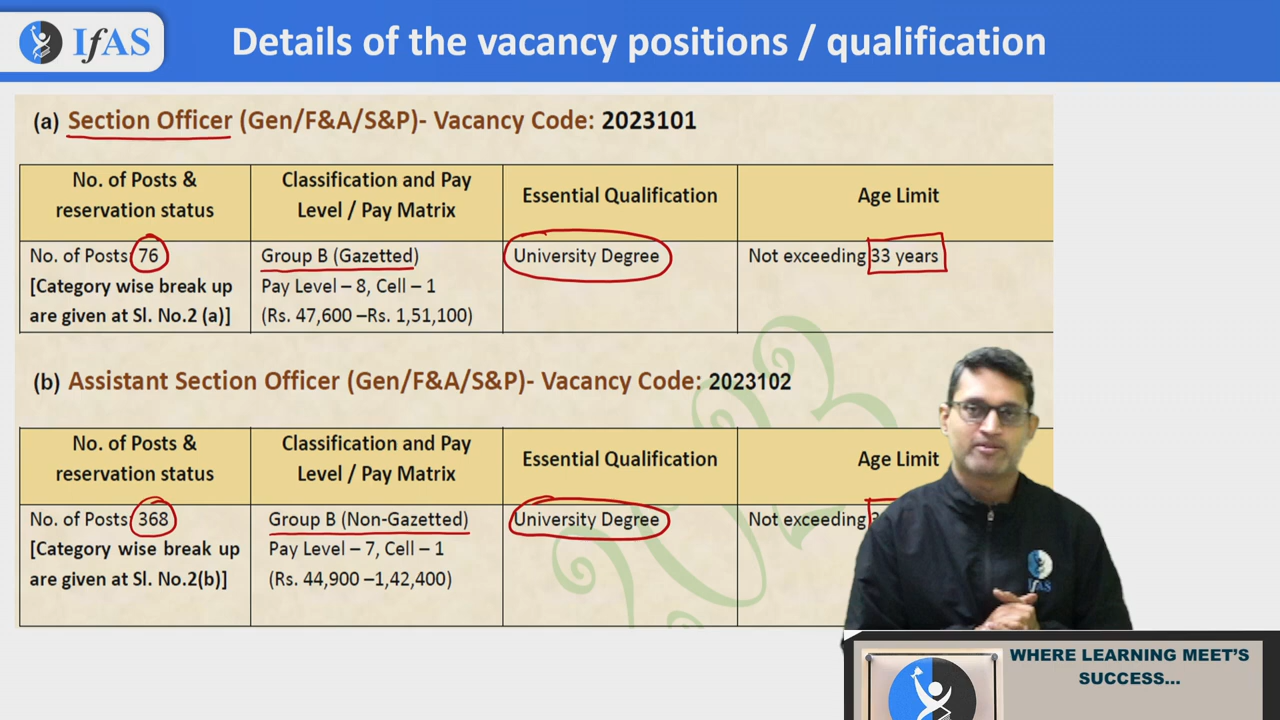 IfAS
Details of the vacancy positions / qualification
(a) Section Officer (Gen/F&A/S&P)- Vacancy Code: 2023101
No. of Posts & reservation status
Classification and Pay Level / Pay Matrix
Essential Qualification
Age Limit
No. of Posts: 76
[Category wise break up
are given at Sl. No.2 (a)]
Group B (Gazetted)
Pay Level – 8, Cell – 1
(Rs. 47,600 –Rs. 1,51,100)
University Degree
Not exceeding 33 years
(b) Assistant Section Officer (Gen/F&A/S&P)- Vacancy Code: 2023102
No. of Posts & reservation status
Classification and Pay Level / Pay Matrix
Essential Qualification
Age Limit
No. of Posts: 368
[Category wise break up
are given at Sl. No.2(b)]
Group B (Non-Gazetted)
Pay Level – 7, Cell – 1
(Rs. 44,900 –1,42,400)
University Degree
Not exceeding
2023
IfAS
WHERE LEARNING MEET'S
SUCCESS...